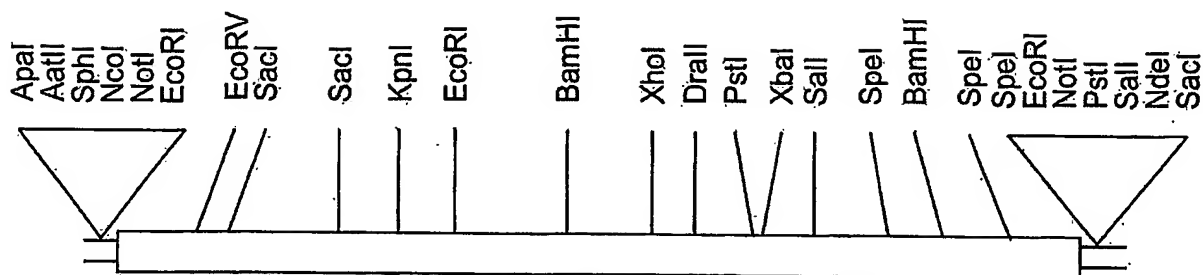 ApaI
AatII
SphI
NcoI
NotI
EcoRI
EcoRV
SacI
SacI
KpnI
EcoRI
BamHI
XhoI
DraII
PstI
XbaI
SalI
SpeI
BamHI
SpeI
SpeI
EcoRI
NotI
PstI
SalI
NdeI
SacI